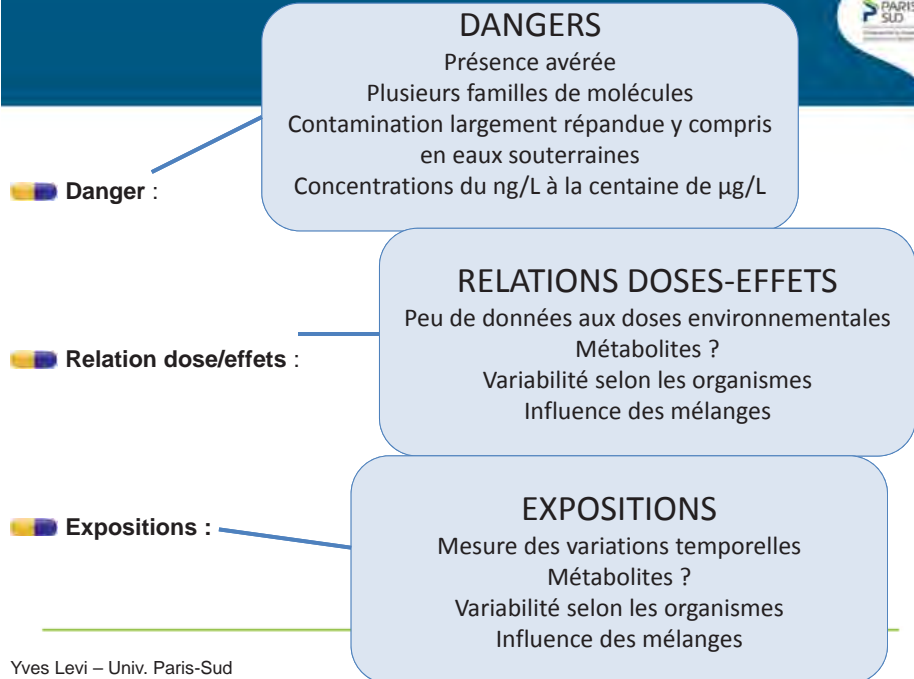 PARIS
SUD
DANGERS
Présence avérée
Plusieurs familles de molécules
Contamination largement répandue y compris
en eaux souterraines
Concentrations du ng/L à la centaine de µg/L
Danger :
RELATIONS DOSES-EFFETS
Peu de données aux doses environnementales
Métabolites ?
Variabilité selon les organismes
Influence des mélanges
Relation dose/effets :
EXPOSITIONS
Mesure des variations temporelles
Métabolites ?
Variabilité selon les organismes
Influence des mélanges
Expositions :
Yves Levi – Univ. Paris-Sud